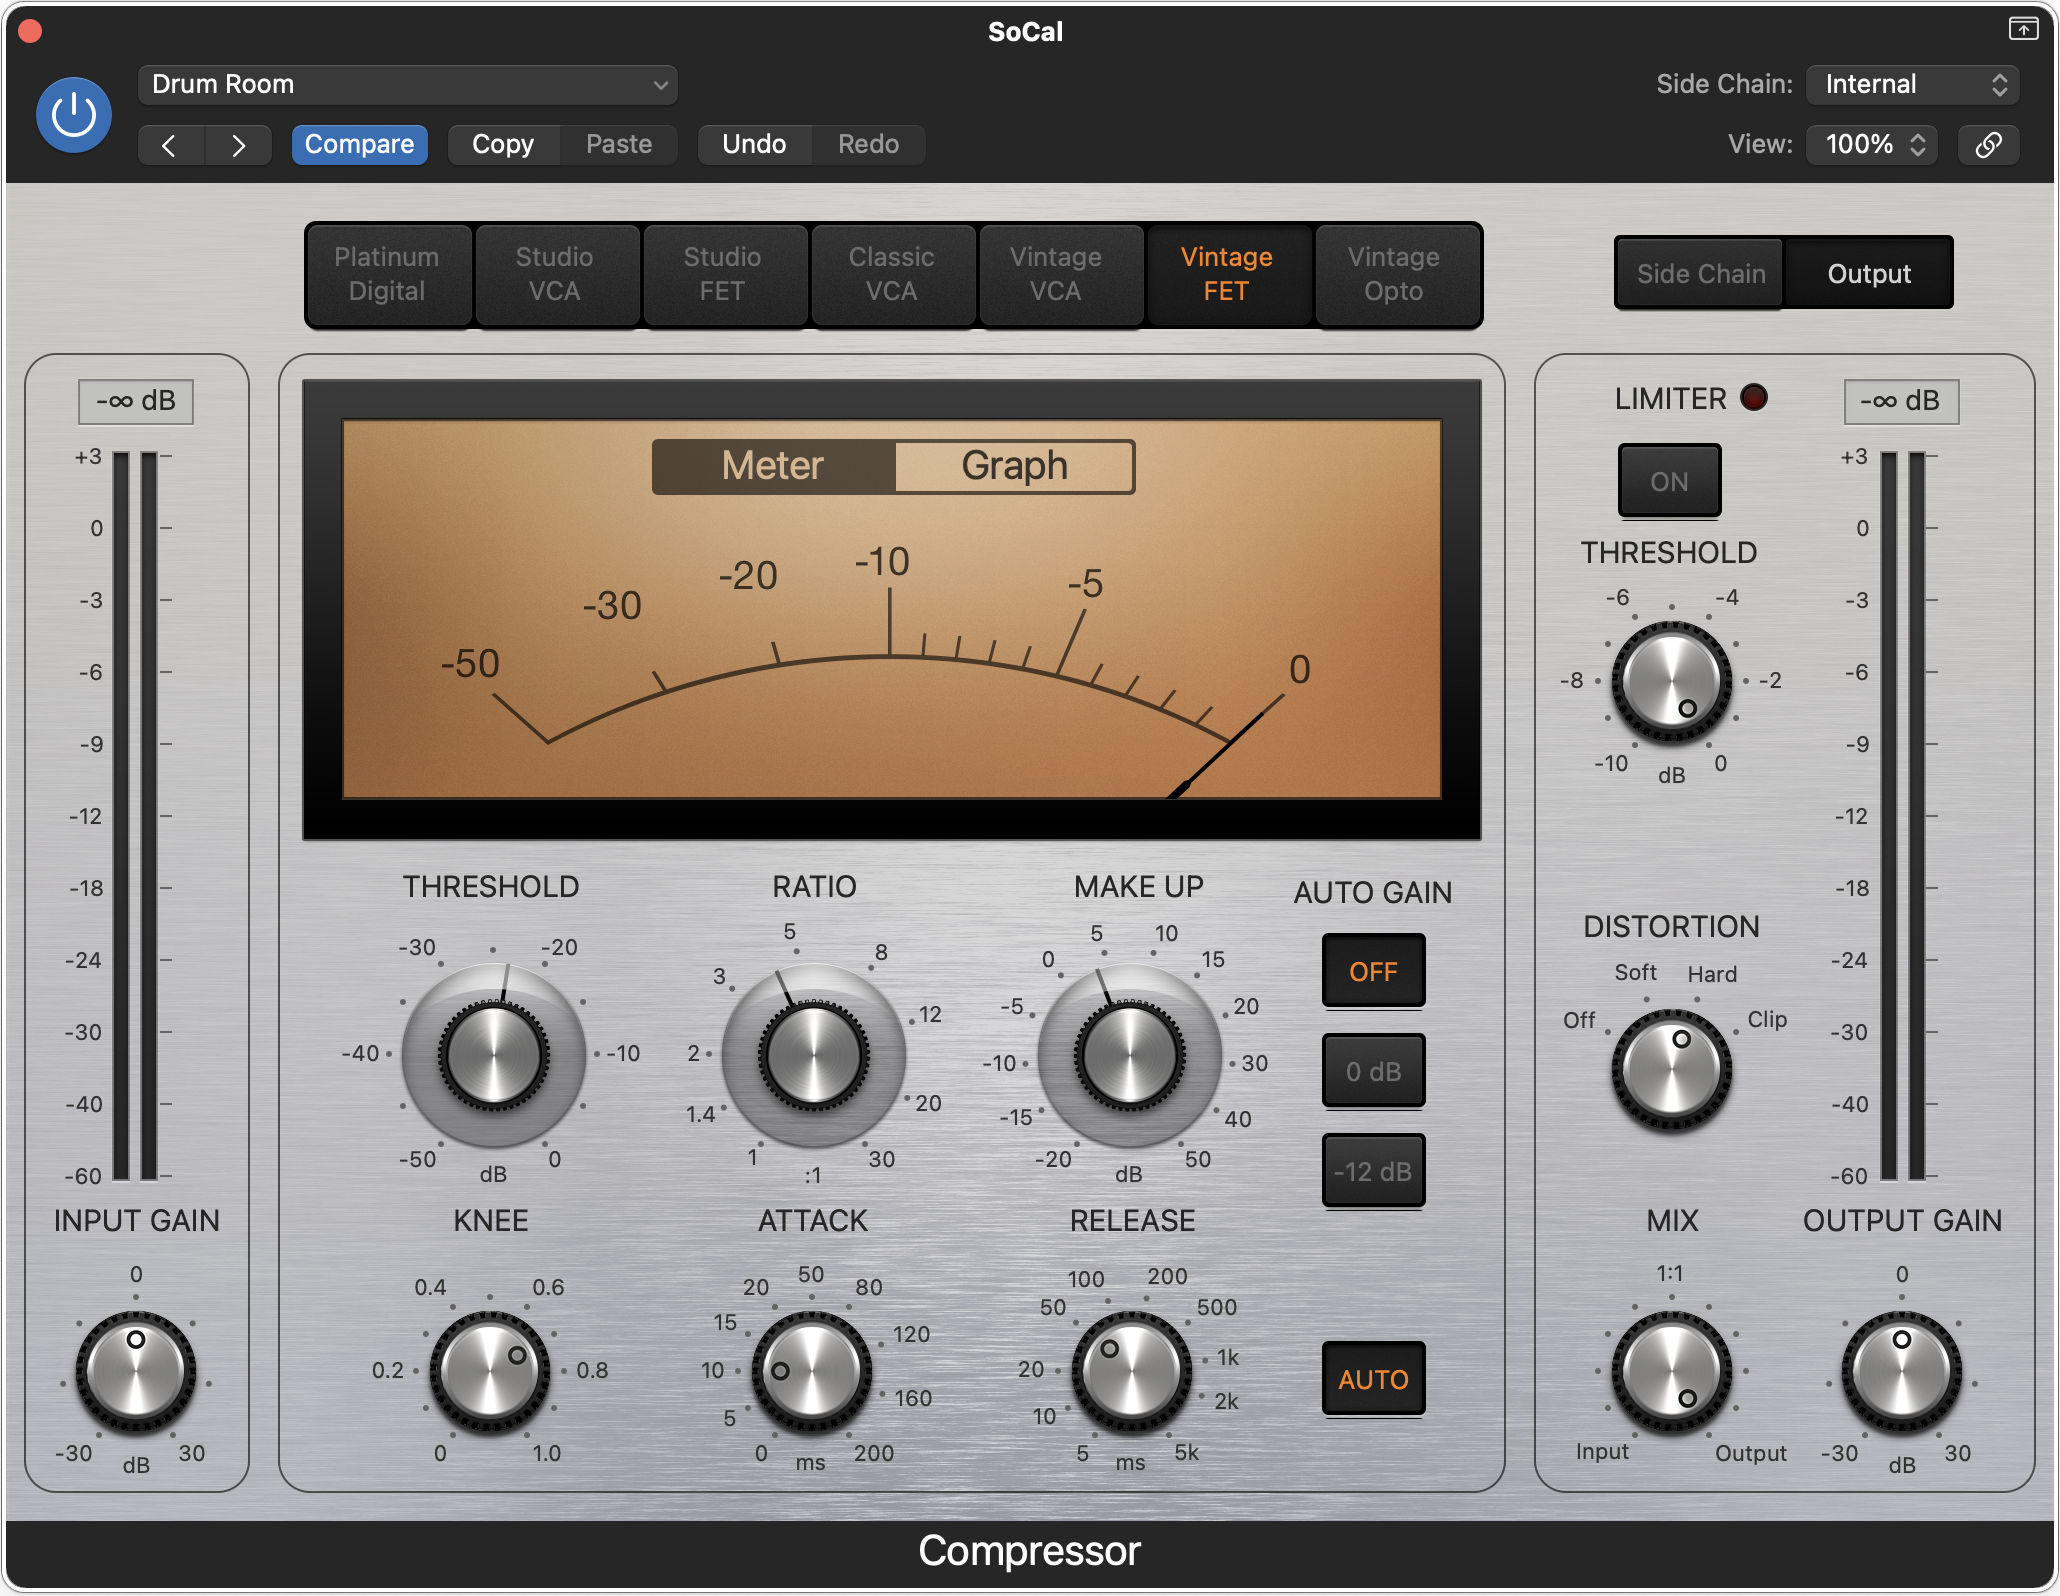 SoCal
Drum Room
Side Chain: Internal
Compare Copy Paste Undo Redo
View: 100%
Platinum Digital
Studio VCA
Studio FET
Classic VCA
Vintage VCA
Vintage FET
Vintage Opto
Side Chain Output
-∞ dB
+3
0
-3
-6
-9
-12
-18
-24
-30
-40
-60
INPUT GAIN
0
-30 dB 30
Meter Graph
-50 -30 -20 -10 -5 0
THRESHOLD
-30 -20
-40 -10
-50 dB 0
RATIO
5
3 8
12
2
1.4 20
1 :1 30
MAKE UP
5 10
0 15
-5 20
-10 30
-15 40
-20 dB 50
AUTO GAIN
OFF
0 dB
-12 dB
KNEE
0.4 0.6
0.2 0.8
0 1.0
ATTACK
50
20 80
15 120
10
5 160
0 ms 200
RELEASE
100 200
50 500
20 1k
10 2k
5 ms 5k
AUTO
LIMITER
ON
THRESHOLD
-6 -4
-8 -2
-10 dB 0
DISTORTION
Soft Hard
Off Clip
MIX
1:1
Input Output
-∞ dB
+3
0
-3
-6
-9
-12
-18
-24
-30
-40
-60
OUTPUT GAIN
0
-30 dB 30
Compressor